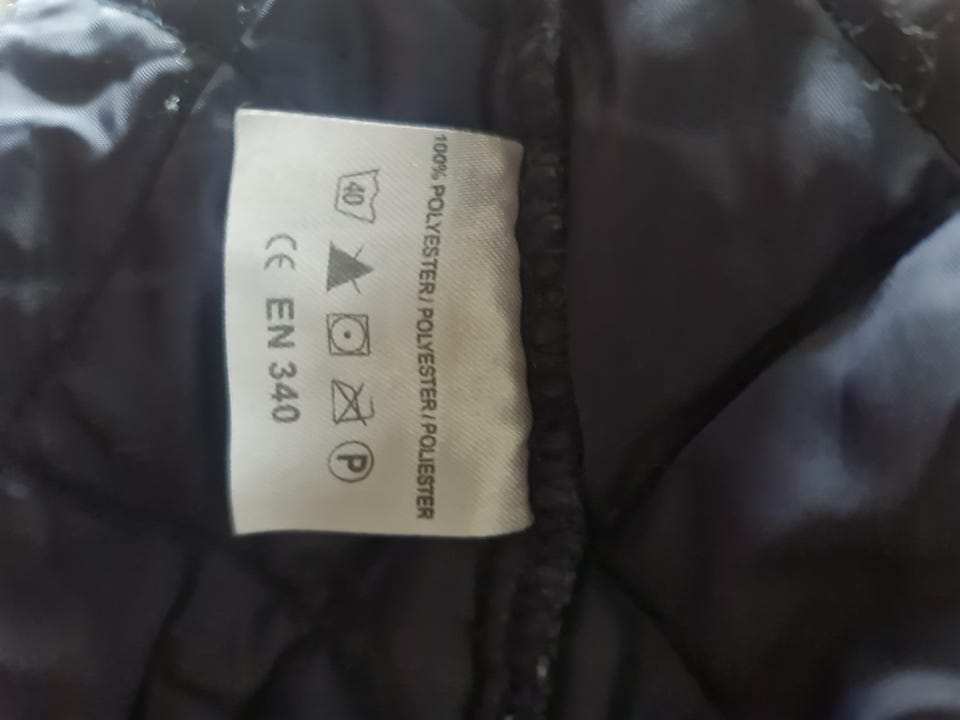 100% POLYESTER / POLYESTER / POLIESTER
40 P
CE EN 340